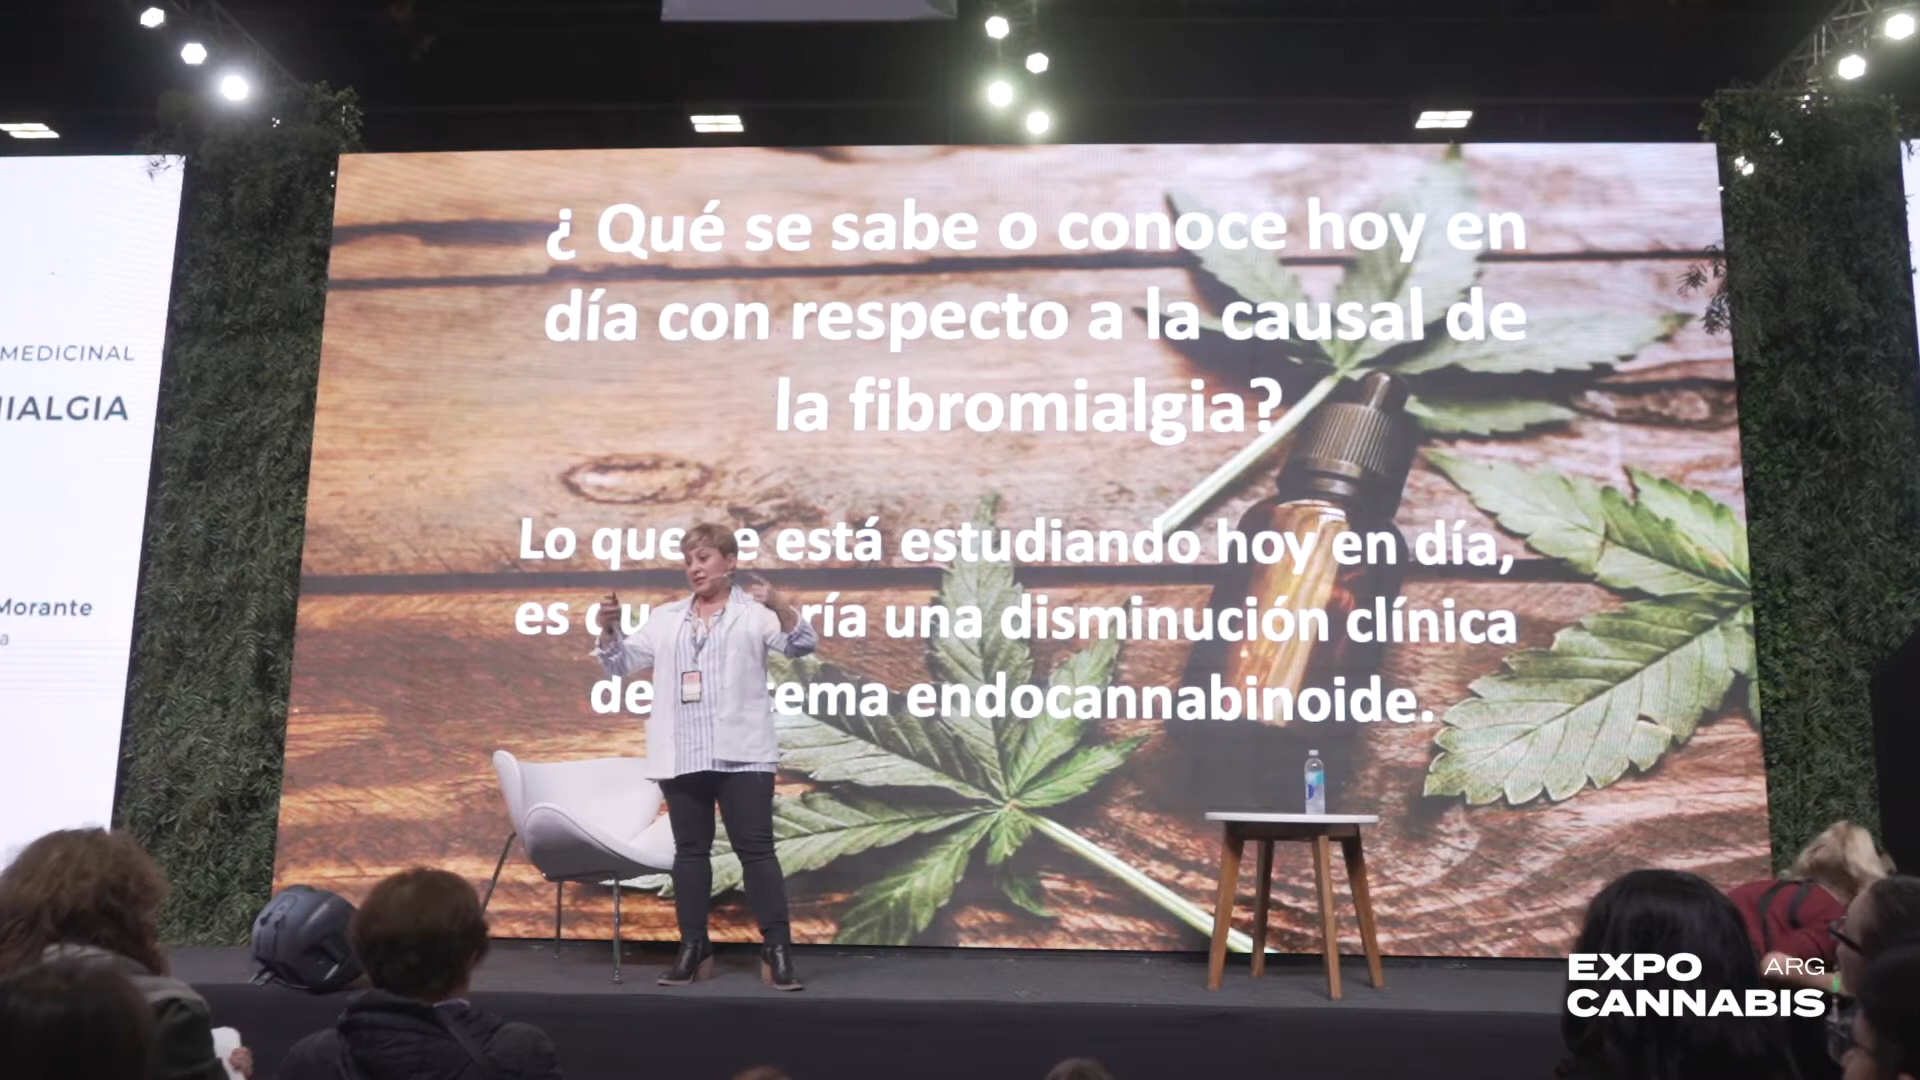 MEDICINAL
IALGIA
Morante
a
¿ Qué se sabe o conoce hoy en
día con respecto a la causal de
la fibromialgia?
Lo que e está estudiando hoy en día,
es qu ría una disminución clínica
de tema endocannabinoide.
EXPO ARG
CANNABIS